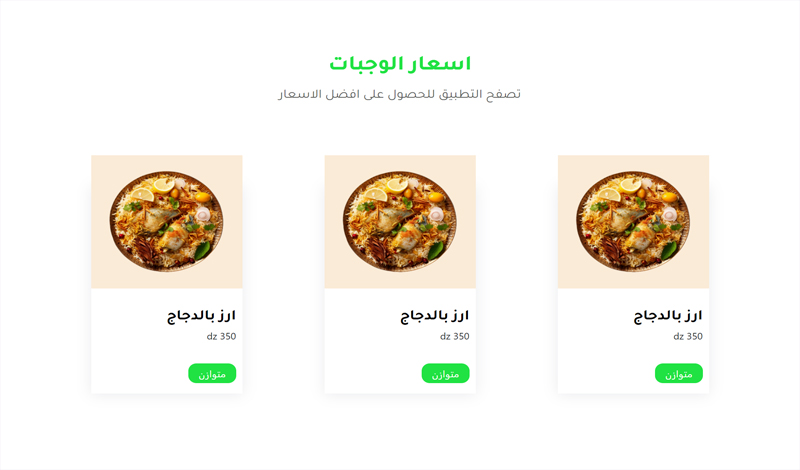 اسعار الوجبات
تصفح التطبيق للحصول على افضل الاسعار
ارز بالدجاج
350 dz
متوازن
ارز بالدجاج
350 dz
متوازن
ارز بالدجاج
350 dz
متوازن